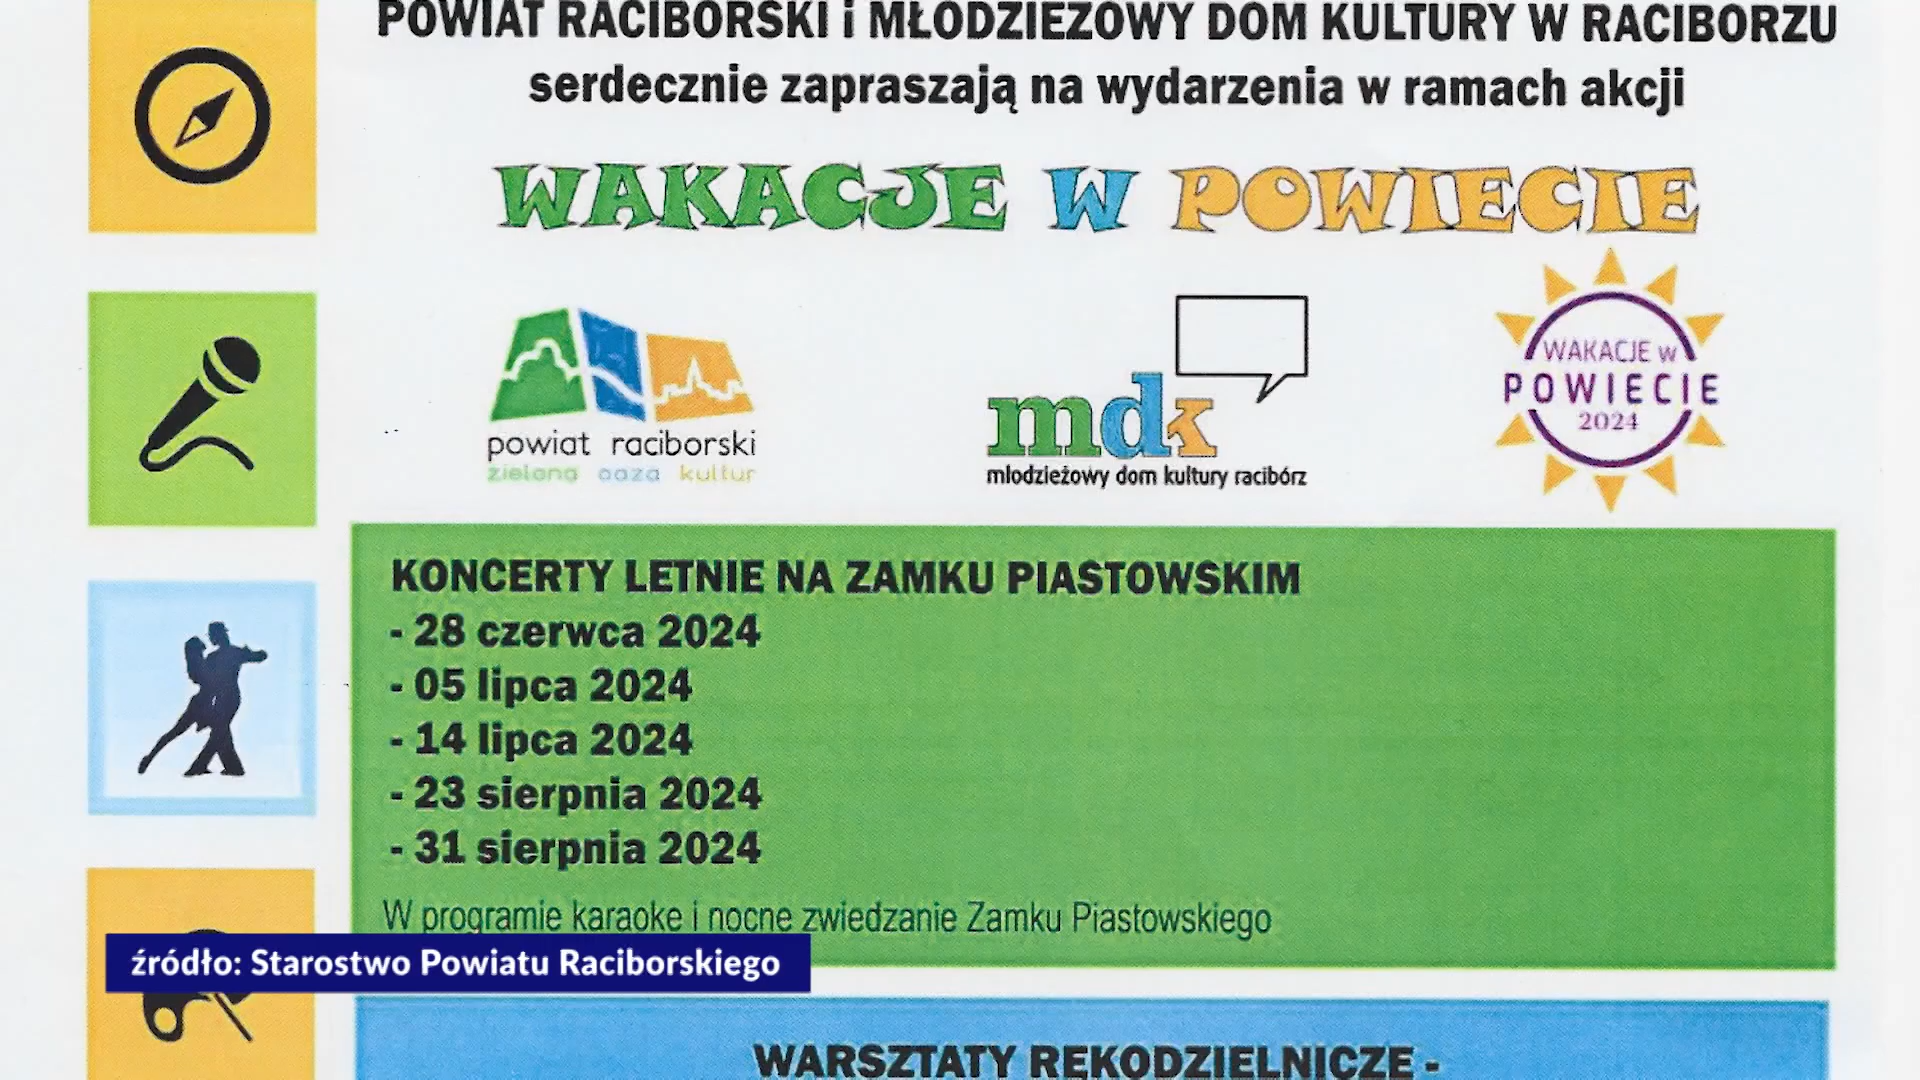 POWIAT RACIBORSKI i MŁODZIEŻOWY DOM KULTURY W RACIBORZU
serdecznie zapraszają na wydarzenia w ramach akcji
WAKACJE W POWIECIE
powiat raciborski
zielona oaza kultur
mdk
młodzieżowy dom kultury racibórz
WAKACJE w
POWIECIE
2024
KONCERTY LETNIE NA ZAMKU PIASTOWSKIM
- 28 czerwca 2024
- 05 lipca 2024
- 14 lipca 2024
- 23 sierpnia 2024
- 31 sierpnia 2024
W programie karaoke i nocne zwiedzanie Zamku Piastowskiego
źródło: Starostwo Powiatu Raciborskiego
WARSZTATY RĘKODZIELNICZE -